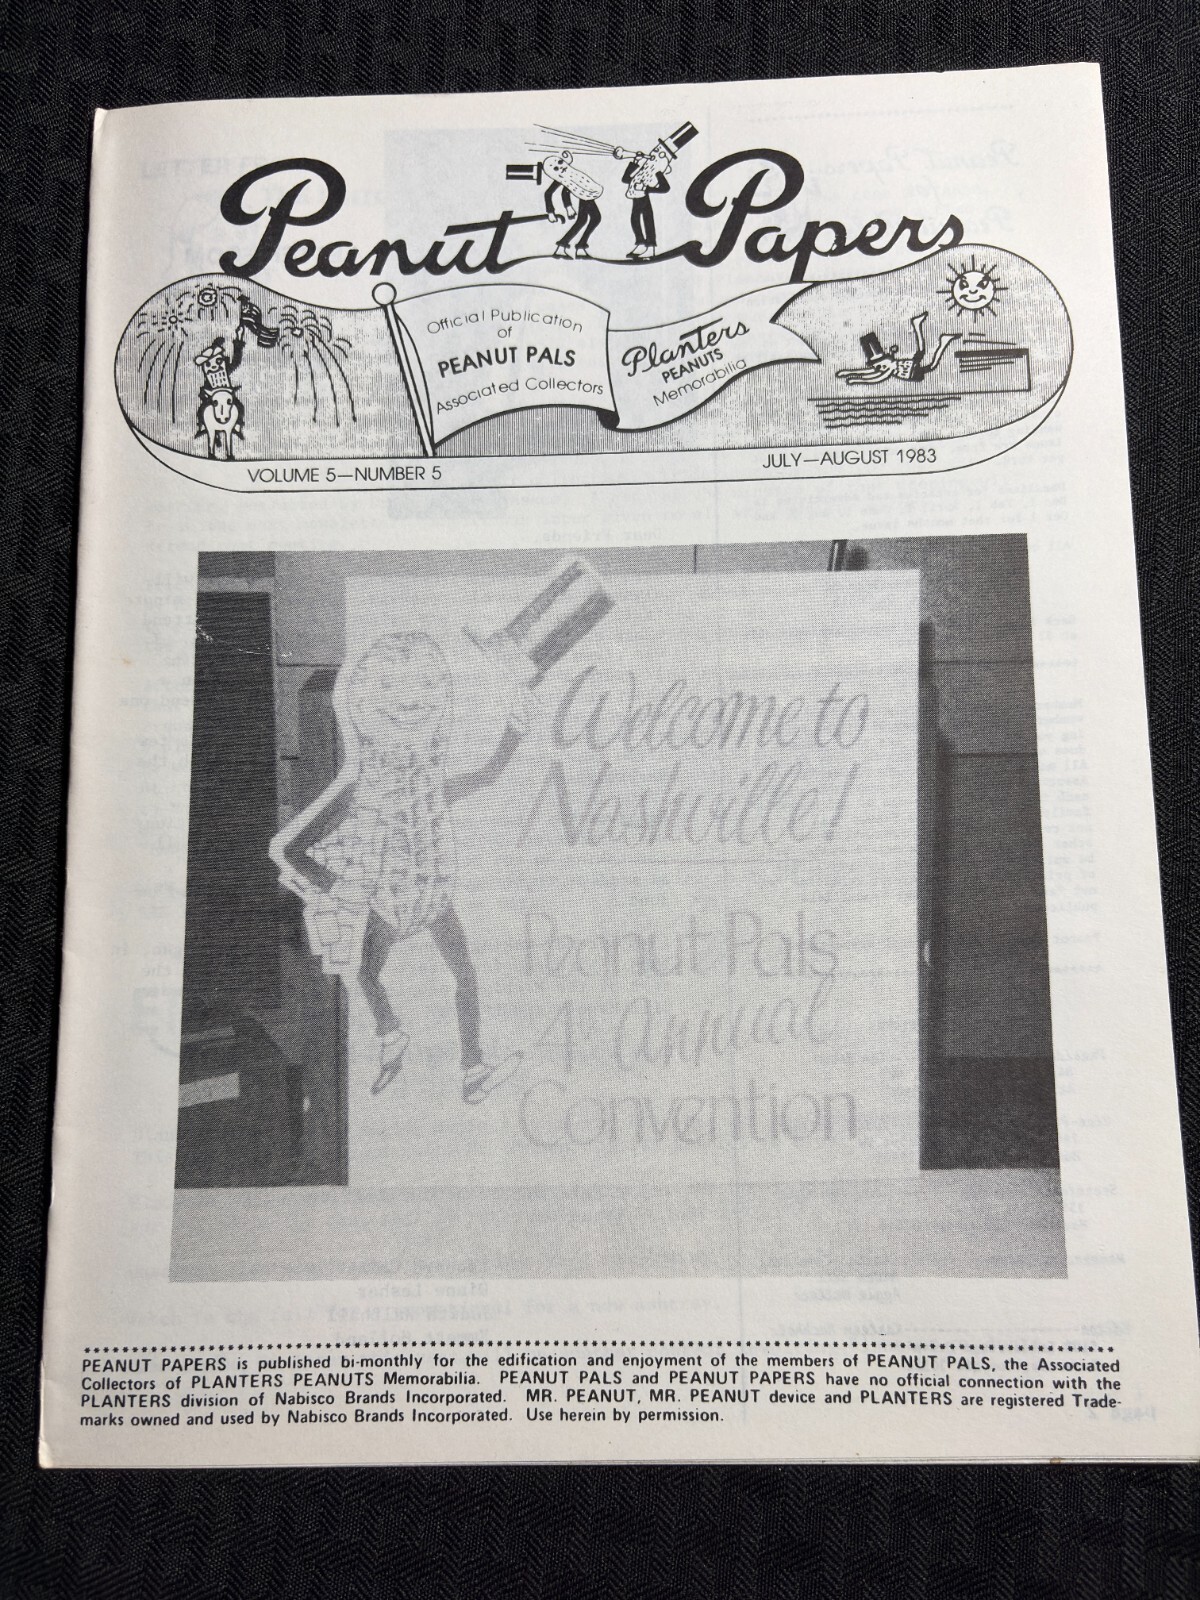 Peanut Papers
Official Publication
of
PEANUT PALS
Associated Collectors
Planters
PEANUTS
Memorabilia
VOLUME 5—NUMBER 5
JULY—AUGUST 1983
Welcome to
Nashville!
Peanut Pals
4th Annual
Convention
PEANUT PAPERS is published bi-monthly for the edification and enjoyment of the members of PEANUT PALS, the Associated
Collectors of PLANTERS PEANUTS Memorabilia. PEANUT PALS and PEANUT PAPERS have no official connection with the
PLANTERS division of Nabisco Brands Incorporated. MR. PEANUT, MR. PEANUT device and PLANTERS are registered Trade-
marks owned and used by Nabisco Brands Incorporated. Use herein by permission.